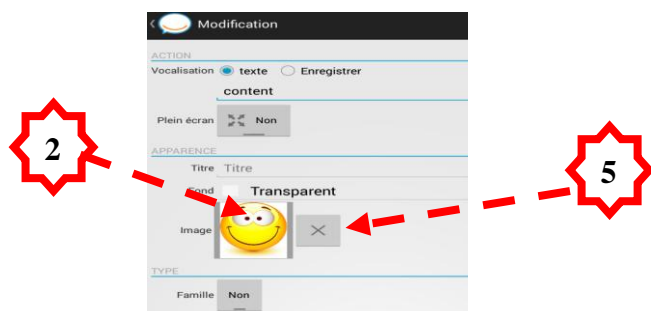 Modification
ACTION
Vocalisation texte Enregistrer
content
Plein écran Non
APPARENCE
2
Titre Titre
5
Fond Transparent
Image
TYPE
Famille Non